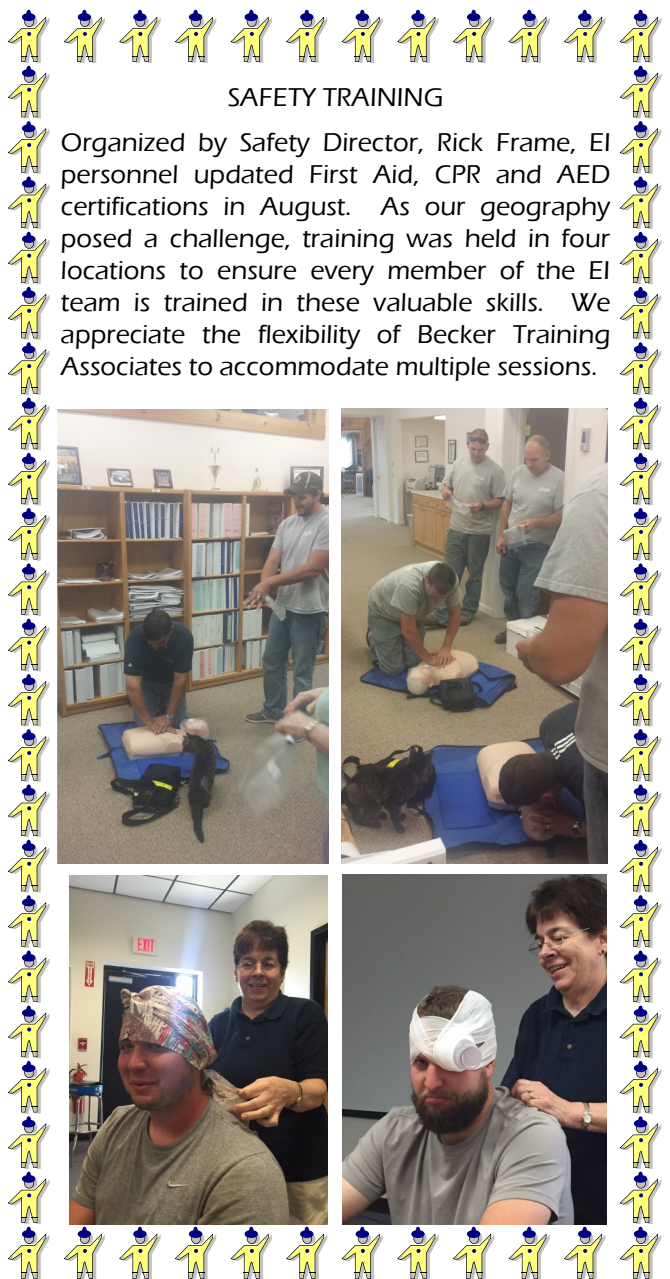 SAFETY TRAINING
Organized by Safety Director, Rick Frame, EI
personnel updated First Aid, CPR and AED
certifications in August. As our geography
posed a challenge, training was held in four
locations to ensure every member of the EI
team is trained in these valuable skills. We
appreciate the flexibility of Becker Training
Associates to accommodate multiple sessions.
EXIT